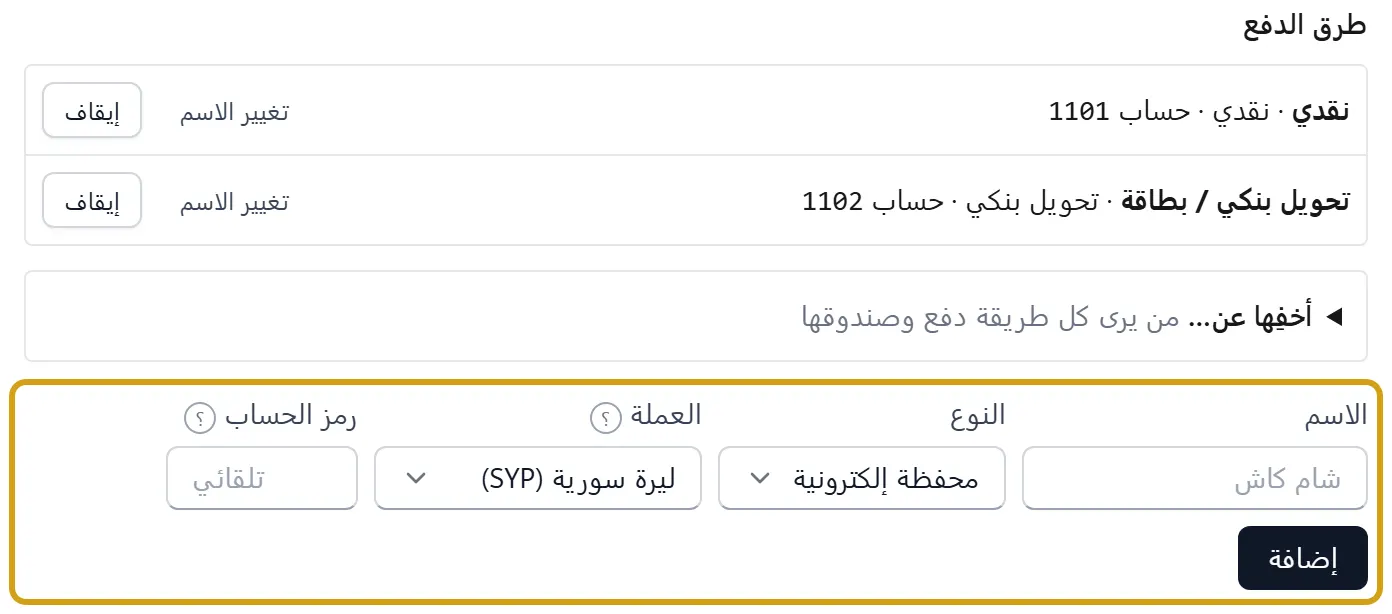 طرق الدفع
نقدي · نقدي · حساب 1101
تغيير الاسم
إيقاف
تحويل بنكي / بطاقة · تحويل بنكي · حساب 1102
تغيير الاسم
إيقاف
◀ أخفِها عن... من يرى كل طريقة دفع وصندوقها
الاسم
النوع
العملة ؟
رمز الحساب ؟
شام كاش
محفظة إلكترونية
ليرة سورية (SYP)
تلقائي
إضافة